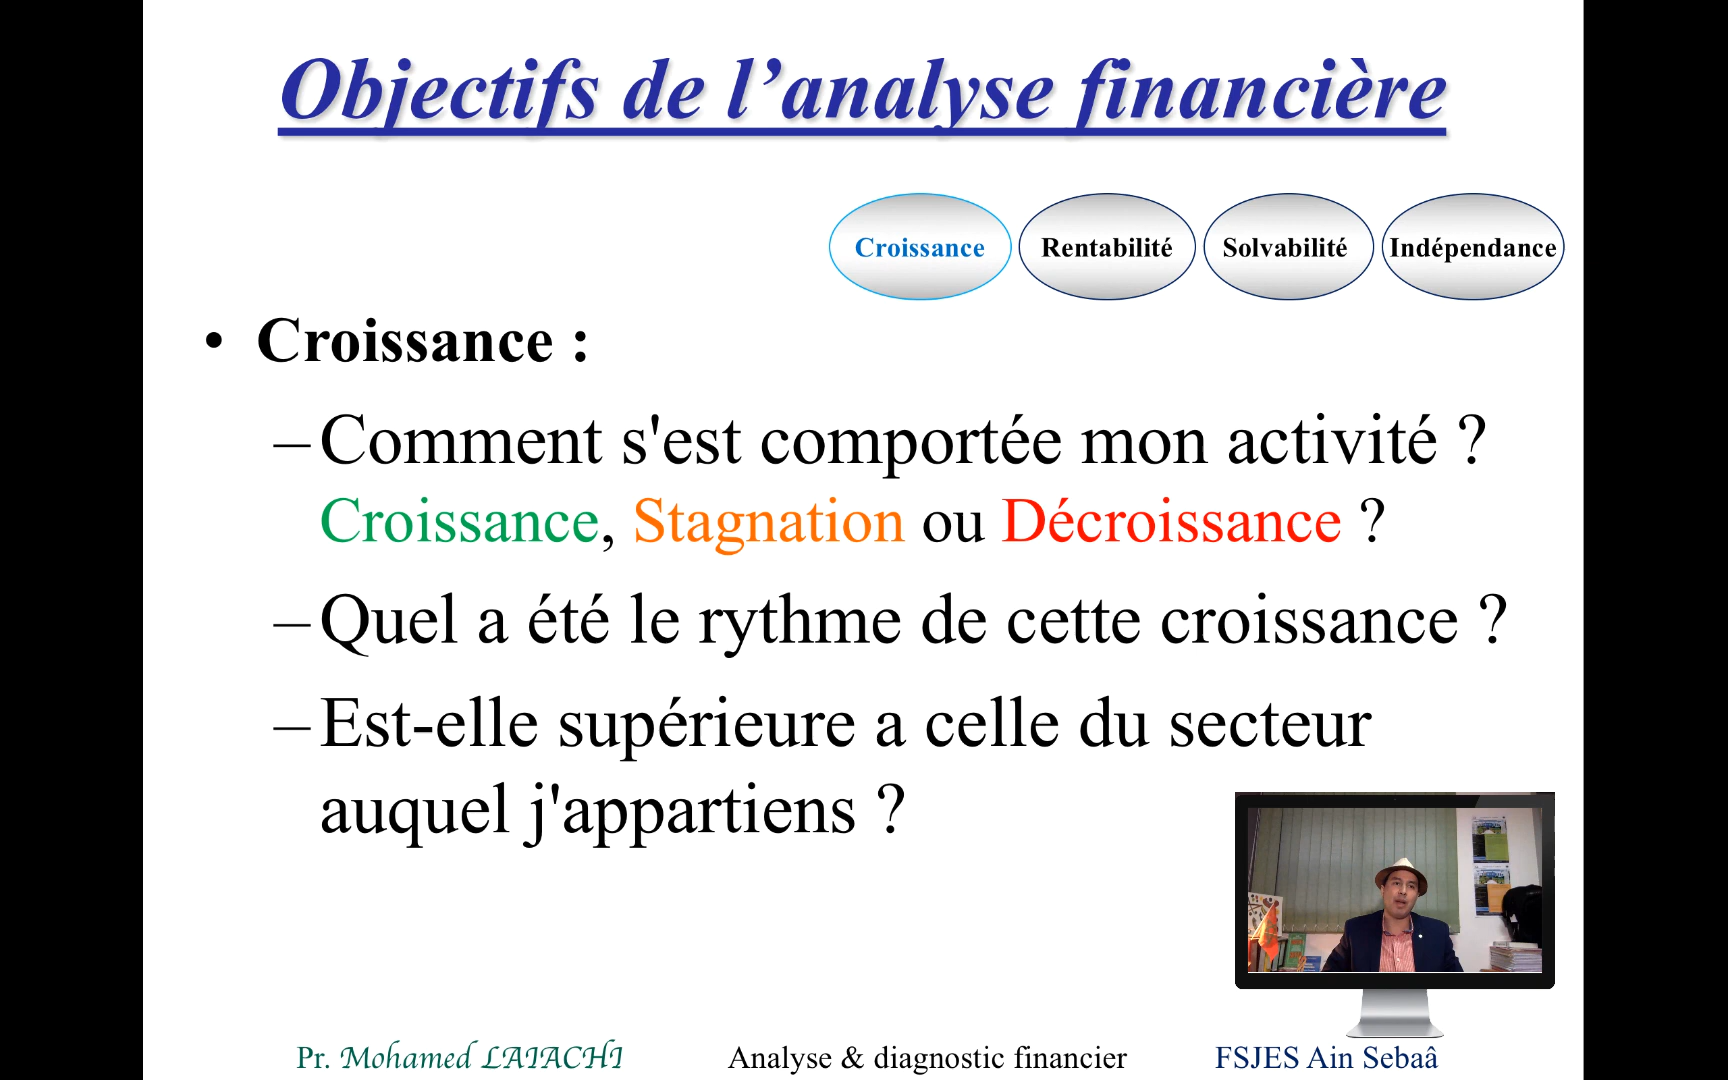 Objectifs de l’analyse financière
Croissance Rentabilité Solvabilité Indépendance
• Croissance :
– Comment s'est comportée mon activité ?
Croissance, Stagnation ou Décroissance ?
– Quel a été le rythme de cette croissance ?
– Est-elle supérieure a celle du secteur
auquel j'appartiens ?
Pr. Mohamed LAIACHI Analyse & diagnostic financier FSJES Ain Sebaâ